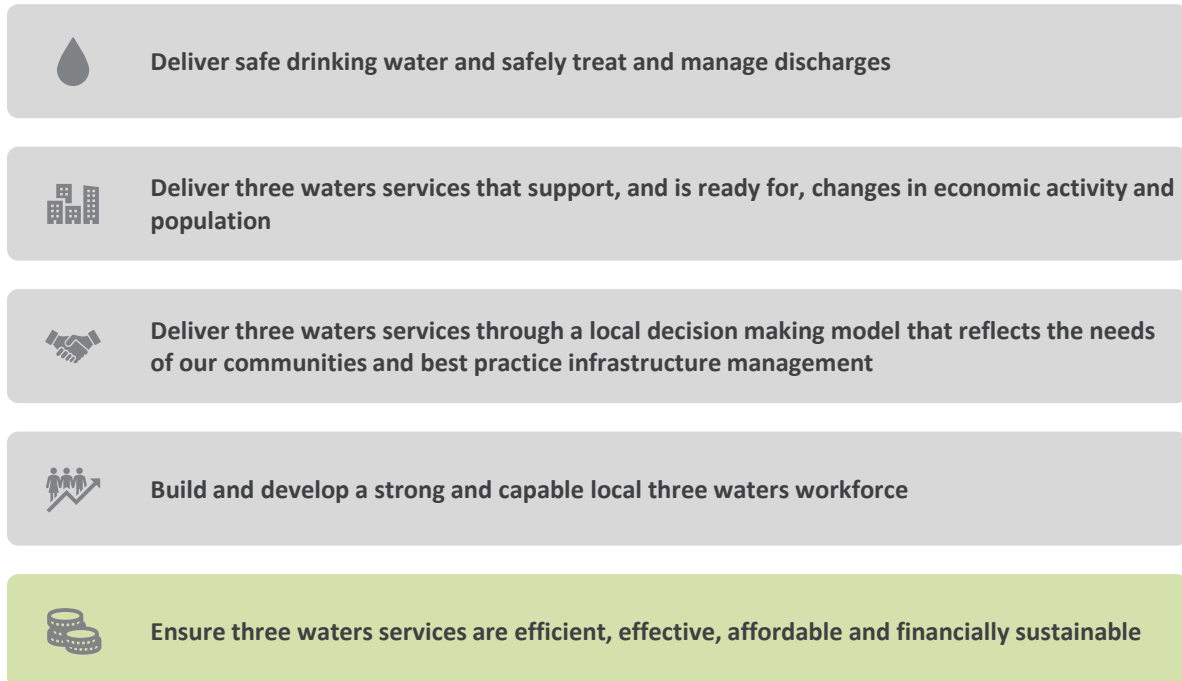 Deliver safe drinking water and safely treat and manage discharges
Deliver three waters services that support, and is ready for, changes in economic activity and
population
Deliver three waters services through a local decision making model that reflects the needs
of our communities and best practice infrastructure management
Build and develop a strong and capable local three waters workforce
Ensure three waters services are efficient, effective, affordable and financially sustainable